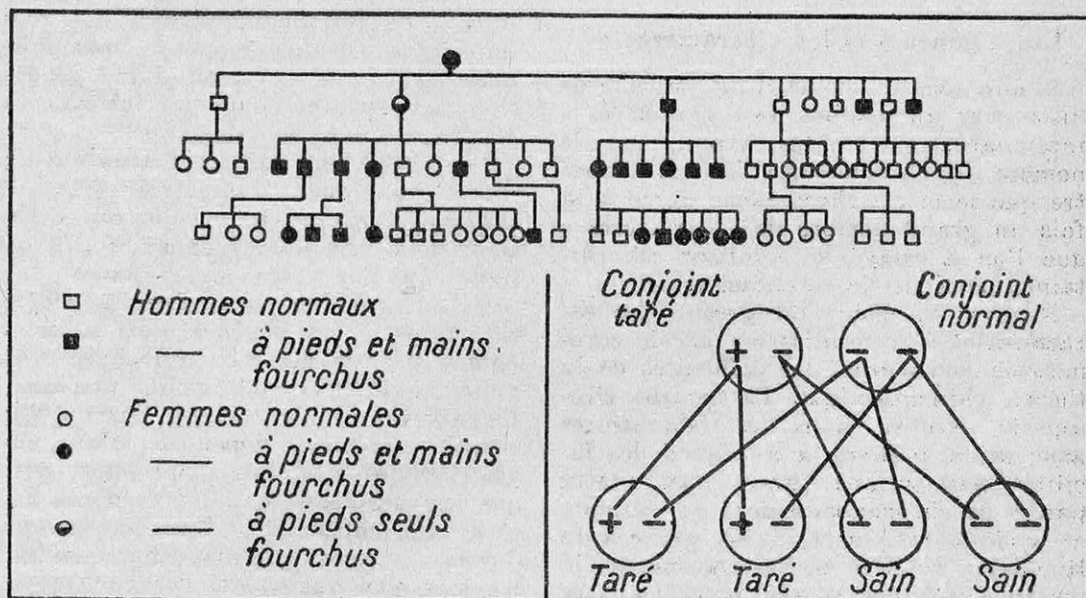 Hommes normaux
— à pieds et mains
fourchus
Femmes normales
— à pieds et mains
fourchus
— à pieds seuls
fourchus
Conjoint
taré
Conjoint
normal
+ −
− −
+ −
+ −
− −
− −
Taré
Tare
Sain
Sain